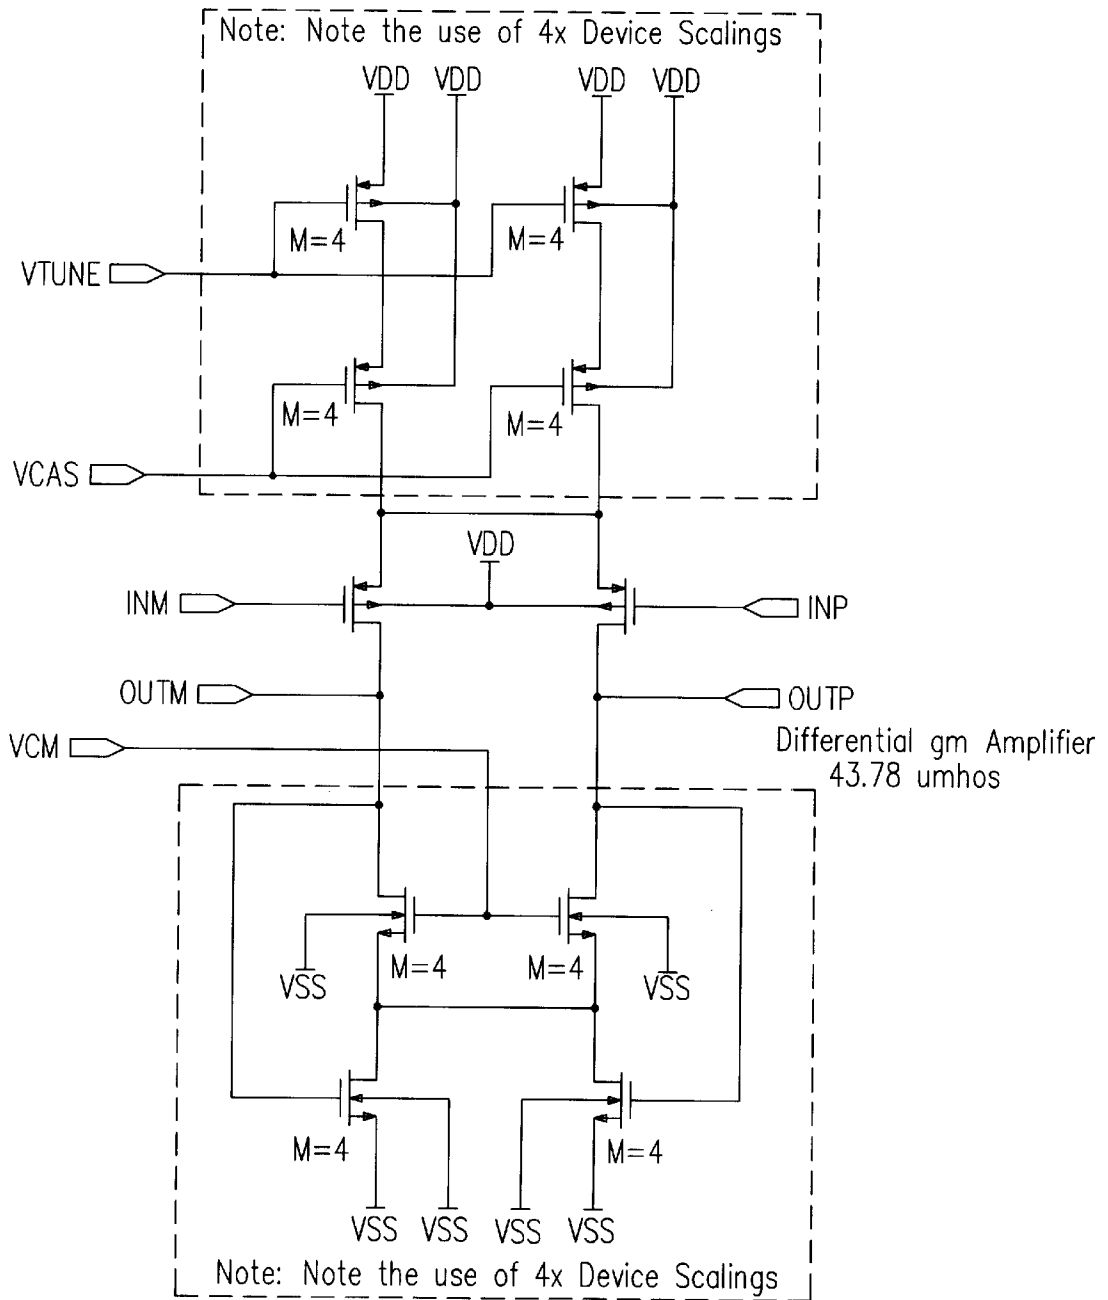 Note: Note the use of 4x Device Scalings
VDD VDD VDD VDD
M=4 M=4
VTUNE
M=4 M=4
VCAS
VDD
INM INP
OUTM OUTP
VCM
Differential gm Amplifier
43.78 umhos
M=4 M=4
VSS VSS
M=4 M=4
VSS VSS VSS VSS
Note: Note the use of 4x Device Scalings